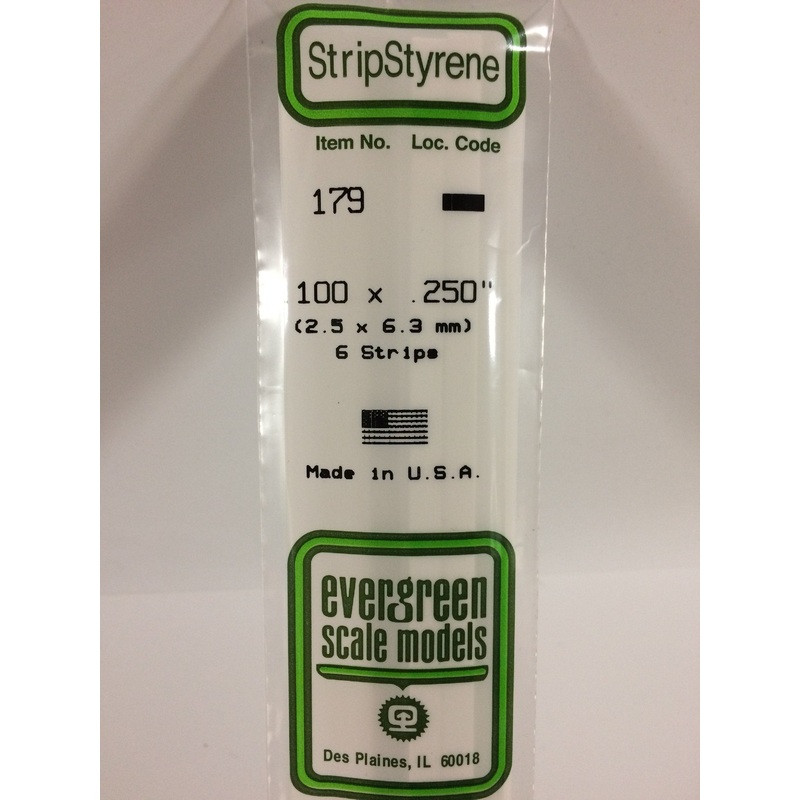 StripStyrene
Item No. Loc. Code
179
100 x .250"
(2.5 x 6.3 mm)
6 Strips
Made in U.S.A.
evergreen
scale models
Des Plaines, IL 60018